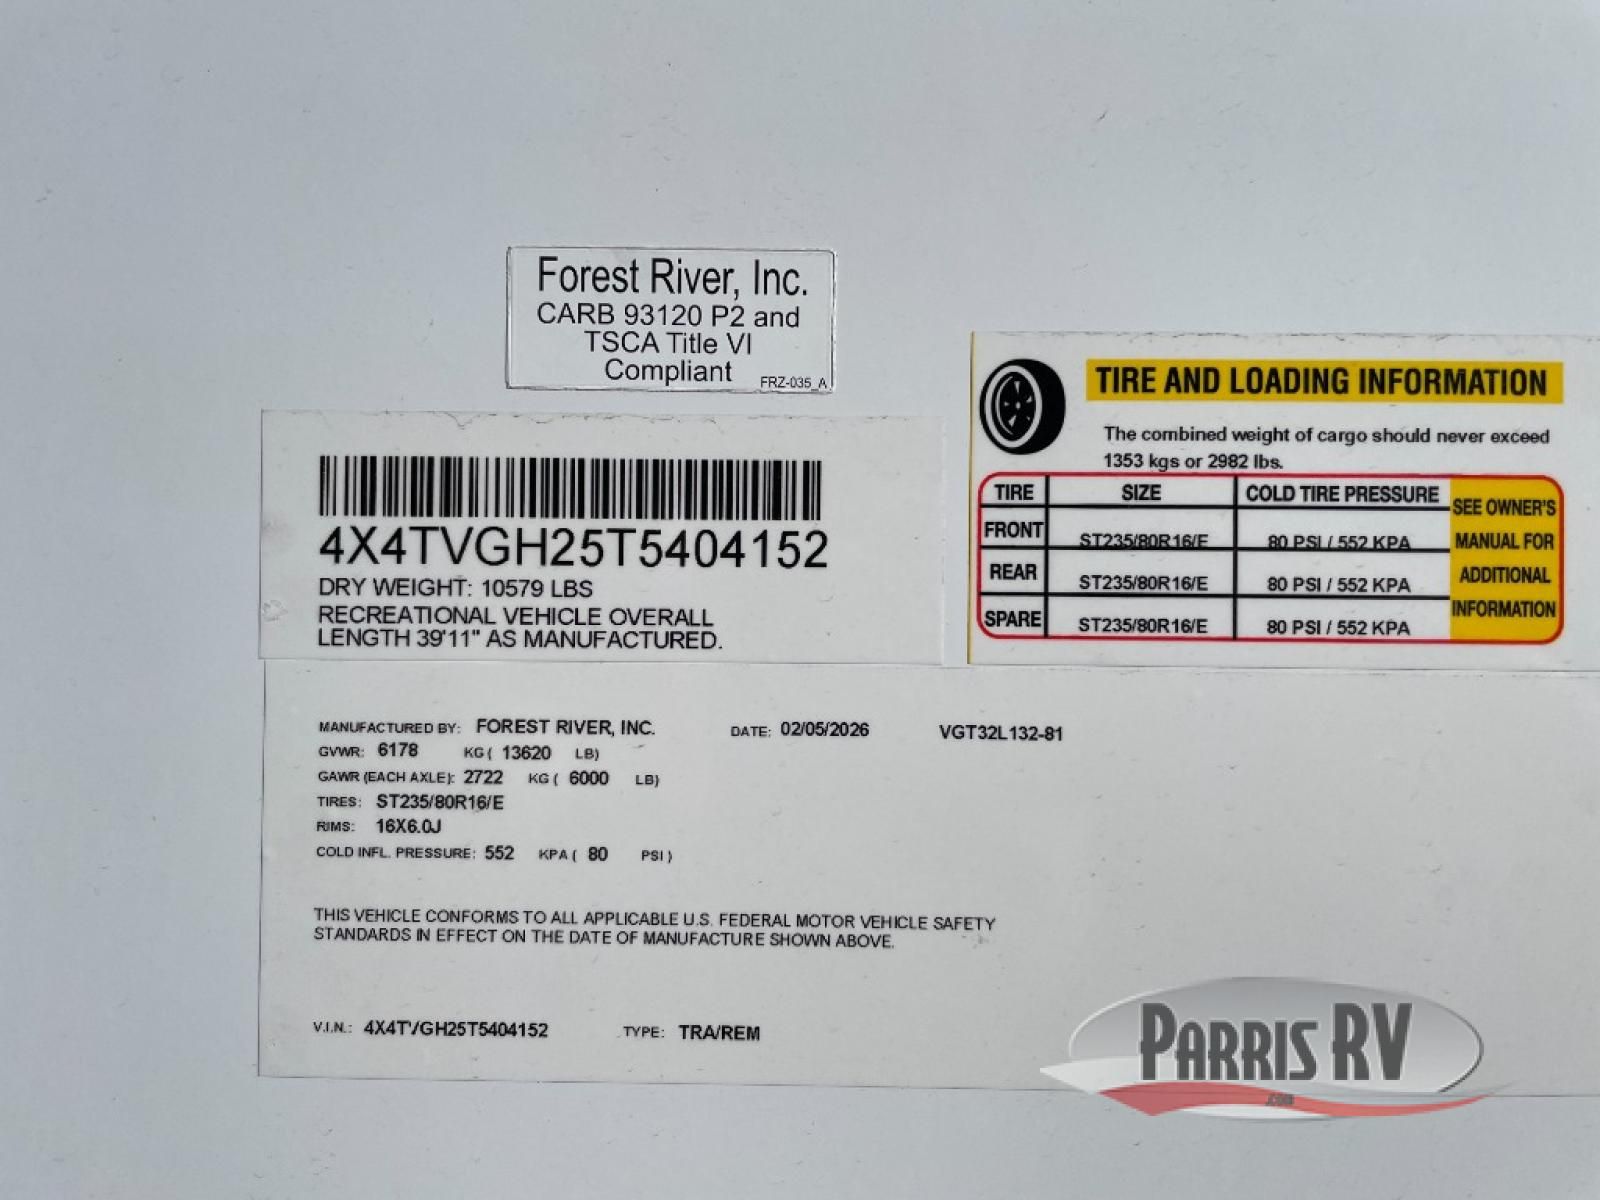 Forest River, Inc.
CARB 93120 P2 and
TSCA Title VI
Compliant
FRZ-035_A
4X4TVGH25T5404152
DRY WEIGHT: 10579 LBS
RECREATIONAL VEHICLE OVERALL
LENGTH 39'11" AS MANUFACTURED.
TIRE AND LOADING INFORMATION
The combined weight of cargo should never exceed
1353 kgs or 2982 lbs.
TIRE SIZE COLD TIRE PRESSURE
FRONT ST235/80R16/E 80 PSI / 552 KPA
REAR ST235/80R16/E 80 PSI / 552 KPA
SPARE ST235/80R16/E 80 PSI / 552 KPA
SEE OWNER'S
MANUAL FOR
ADDITIONAL
INFORMATION
MANUFACTURED BY: FOREST RIVER, INC. DATE: 02/05/2026 VGT32L132-81
GVWR: 6178 KG ( 13620 LB)
GAWR (EACH AXLE): 2722 KG ( 6000 LB)
TIRES: ST235/80R16/E
RIMS: 16X6.0J
COLD INFL. PRESSURE: 552 KPA ( 80 PSI )
THIS VEHICLE CONFORMS TO ALL APPLICABLE U.S. FEDERAL MOTOR VEHICLE SAFETY
STANDARDS IN EFFECT ON THE DATE OF MANUFACTURE SHOWN ABOVE.
V.I.N.: 4X4TVGH25T5404152 TYPE: TRA/REM
PARRIS RV
.com